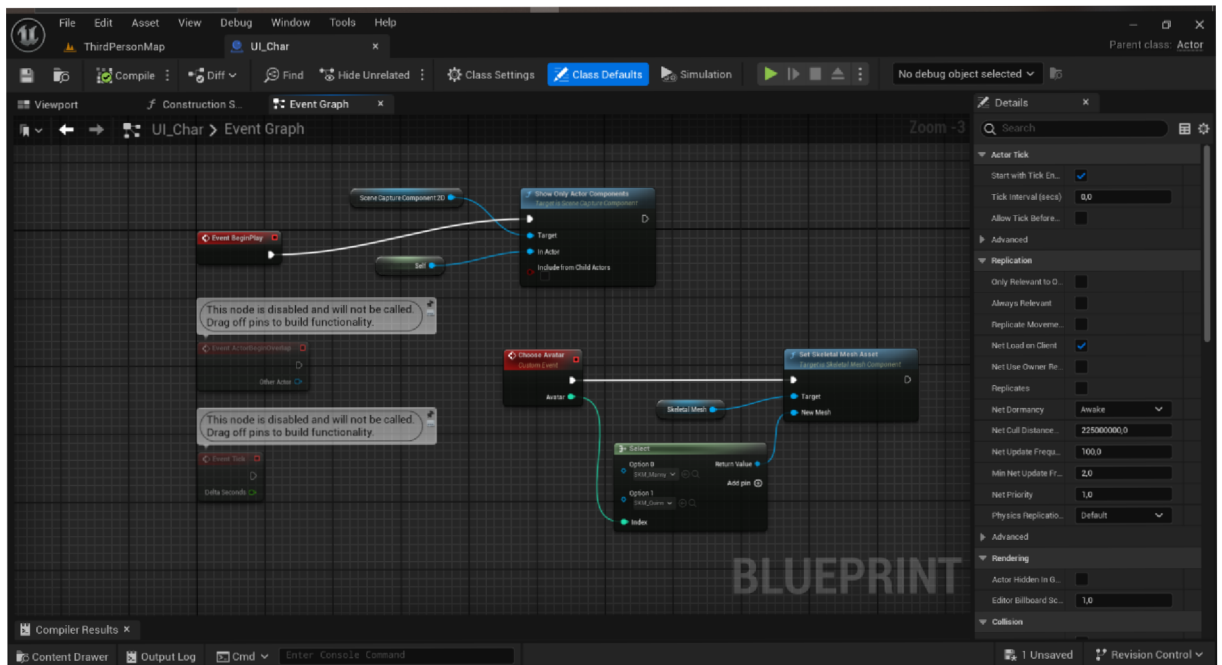 File Edit Asset View Debug Window Tools Help
ThirdPersonMap UI_Char Parent class: Actor
Compile Diff Find Hide Unrelated Class Settings Class Defaults Simulation No debug object selected
Viewport Construction S... Event Graph Details
UI_Char > Event Graph Zoom -3 Search
Actor Tick
Start with Tick En...
Tick Interval (secs) 0,0
Allow Tick Before...
Advanced
Replication
Only Relevant to O...
Always Relevant
Replicate Moveme...
Net Load on Client
Net Use Owner Re...
Replicates
Net Dormancy Awake
Net Cull Distance... 225000000,0
Net Update Frequ... 100,0
Min Net Update Fr... 2,0
Net Priority 1,0
Physics Replicatio... Default
Advanced
Rendering
Actor Hidden In G...
Editor Billboard Sc... 1,0
Collision
Scene Capture Component 2D
Show Only Actor Components
Target is Scene Capture Component
Target
In Actor
Include from Child Actors
Event BeginPlay
Self
This node is disabled and will not be called.
Drag off pins to build functionality.
Event ActorBeginOverlap
Other Actor
This node is disabled and will not be called.
Drag off pins to build functionality.
Event Tick
Delta Seconds
Choose Avatar
Custom Event
Avatar
Skeletal Mesh
Set Skeletal Mesh Asset
Target is Skeletal Mesh Component
Target
New Mesh
Select
Option 0 Return Value
SKM_Manny
Add pin
Option 1
Index
BLUEPRINT
Compiler Results
Content Drawer Output Log Cmd Enter Console Command 1 Unsaved Revision Control